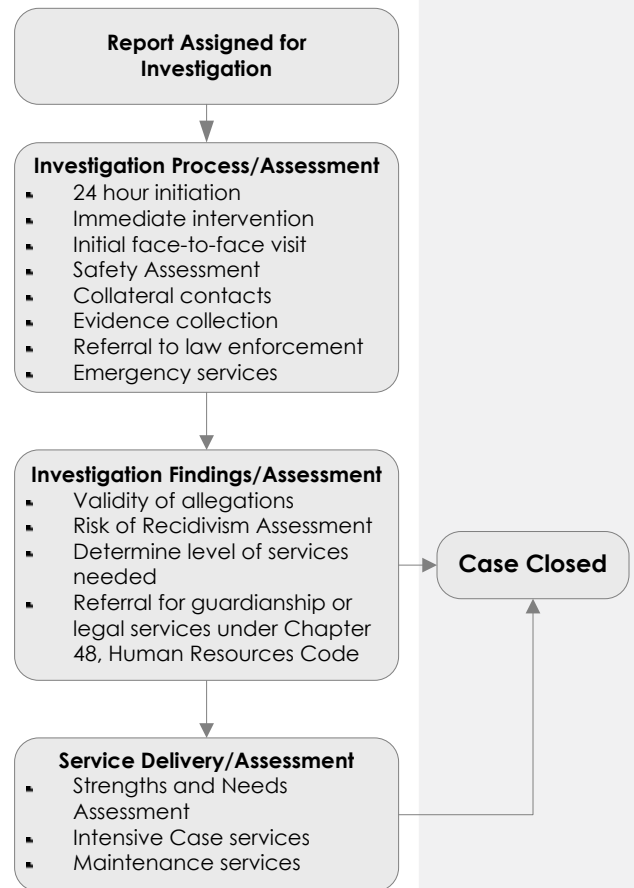 Report Assigned for
Investigation
Investigation Process/Assessment
▪ 24 hour initiation
▪ Immediate intervention
▪ Initial face-to-face visit
▪ Safety Assessment
▪ Collateral contacts
▪ Evidence collection
▪ Referral to law enforcement
▪ Emergency services
Investigation Findings/Assessment
▪ Validity of allegations
▪ Risk of Recidivism Assessment
▪ Determine level of services
needed
▪ Referral for guardianship or
legal services under Chapter
48, Human Resources Code
Case Closed
Service Delivery/Assessment
▪ Strengths and Needs
Assessment
▪ Intensive Case services
▪ Maintenance services